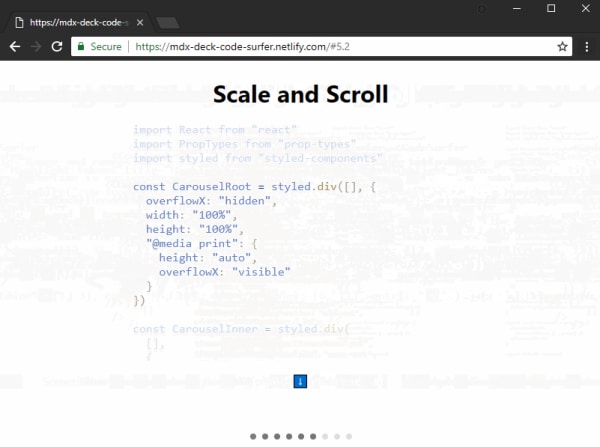 https://mdx-deck-code-s
Secure
https://mdx-deck-code-surfer.netlify.com/#5.2
Scale and Scroll
import React from "react"
import PropTypes from "prop-types"
import styled from "styled-components"
const CarouselRoot = styled.div([], {
overflowX: "hidden",
width: "100%",
height: "100%",
"@media print": {
height: "auto",
overflowX: "visible"
}
})
const CarouselInner = styled.div(
[],
{
↓